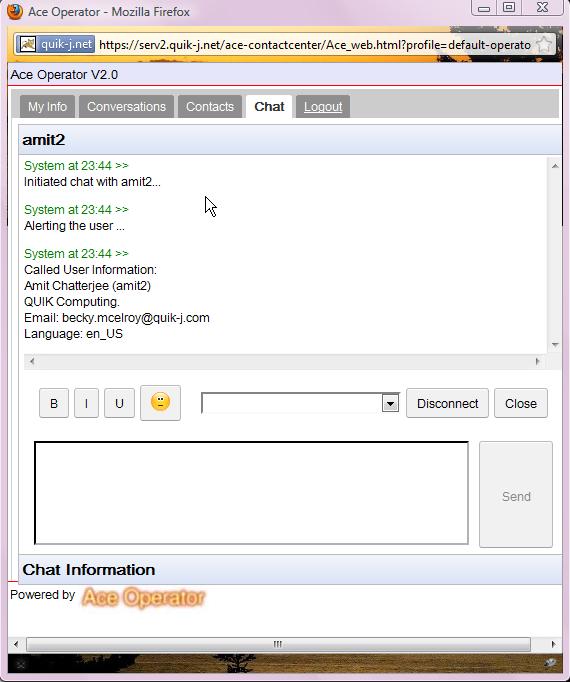 Ace Operator - Mozilla Firefox
quik-j.net https://serv2.quik-j.net/ace-contactcenter/Ace_web.html?profile=default-operato
Ace Operator V2.0
My Info Conversations Contacts Chat Logout
amit2
System at 23:44 >>
Initiated chat with amit2...
System at 23:44 >>
Alerting the user ...
System at 23:44 >>
Called User Information:
Amit Chatterjee (amit2)
QUIK Computing.
Email: becky.mcelroy@quik-j.com
Language: en_US
B I U Disconnect Close
Send
Chat Information
Powered by Ace Operator